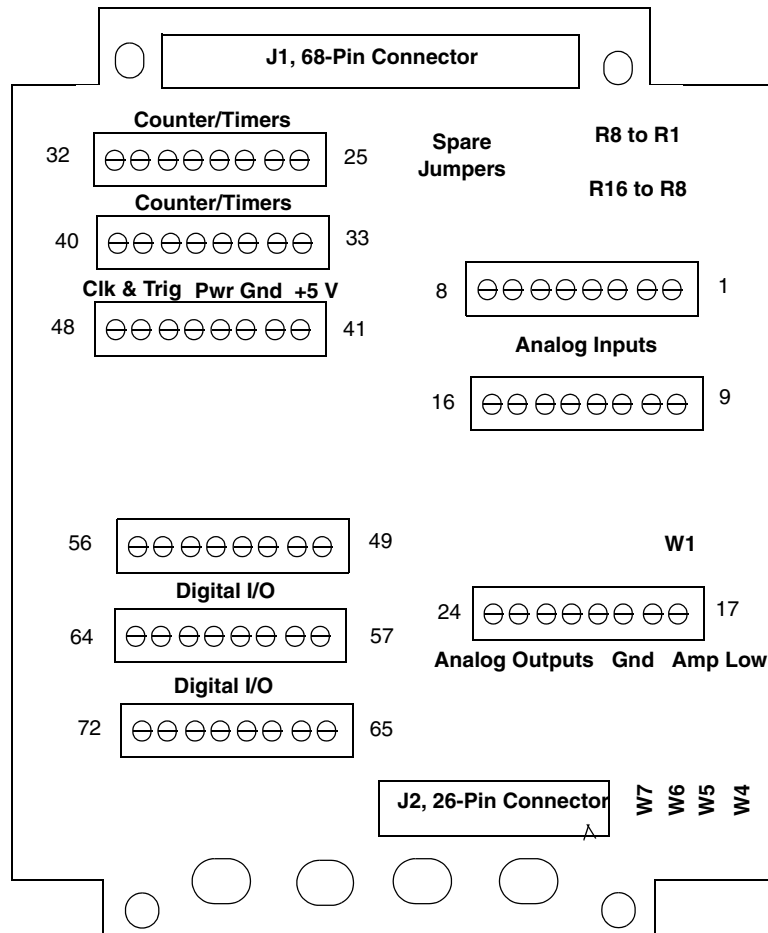 J1, 68-Pin Connector
Counter/Timers
32
25
Spare
Jumpers
R8 to R1
R16 to R8
Counter/Timers
40
33
Clk & Trig Pwr Gnd +5 V
48
41
8
1
Analog Inputs
16
9
56
49
W1
Digital I/O
64
57
24
17
Analog Outputs Gnd Amp Low
Digital I/O
72
65
J2, 26-Pin Connector
W7
W6
W5
W4